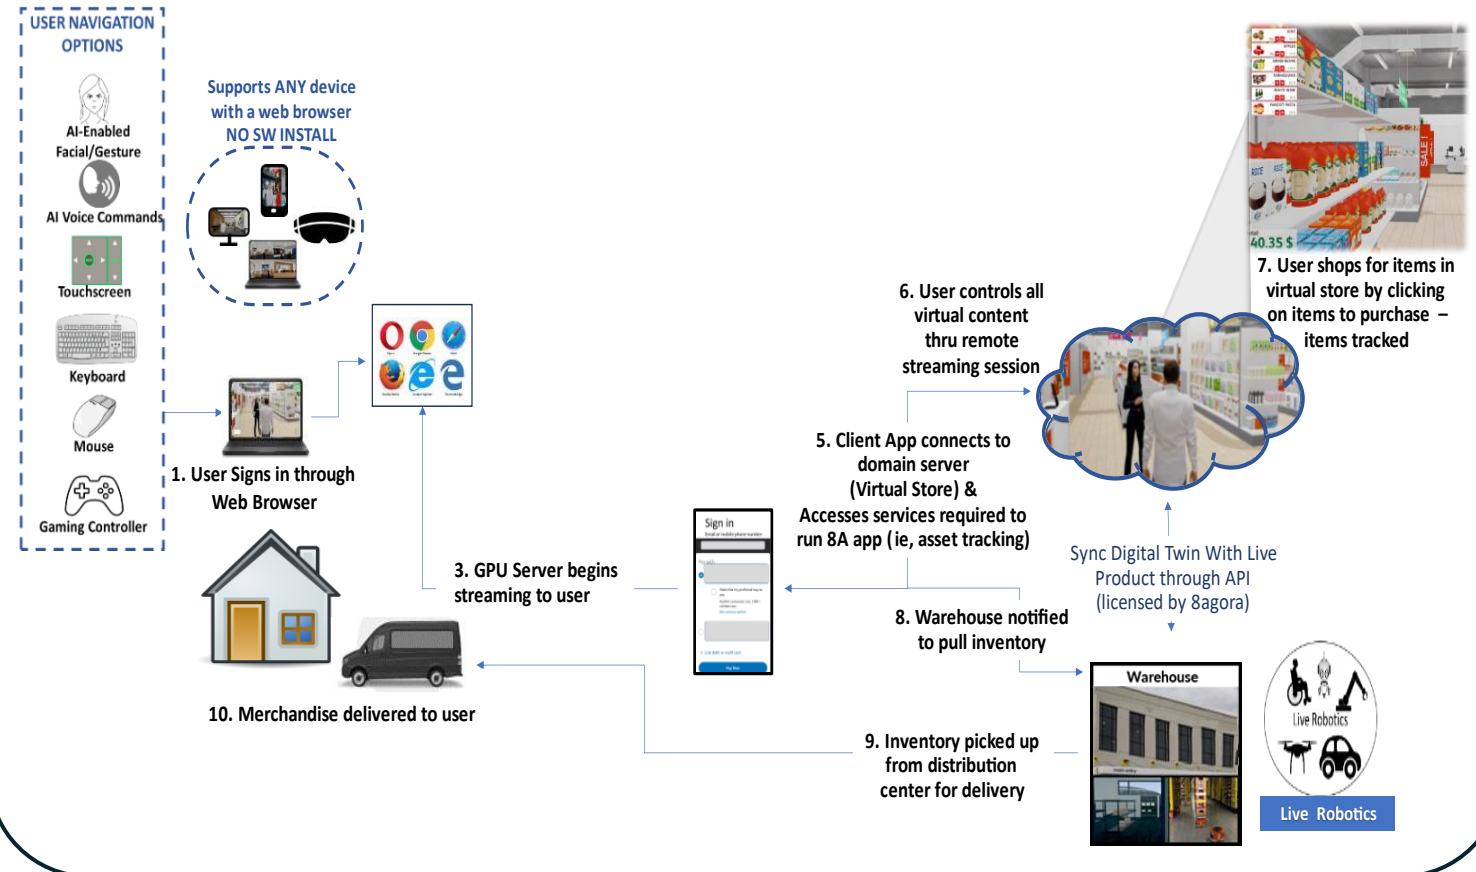 USER NAVIGATION
OPTIONS
AI-Enabled
Facial/Gesture
AI Voice Commands
Touchscreen
Keyboard
Mouse
Gaming Controller
Supports ANY device
with a web browser
NO SW INSTALL
1. User Signs in through
Web Browser
3. GPU Server begins
streaming to user
Sign in
Email or mobile phone number
5. Client App connects to
domain server
(Virtual Store) &
Accesses services required to
run 8A app (ie, asset tracking)
6. User controls all
virtual content
thru remote
streaming session
SALE !
40.35 $
7. User shops for items in
virtual store by clicking
on items to purchase –
items tracked
Sync Digital Twin With Live
Product through API
(licensed by 8agora)
8. Warehouse notified
to pull inventory
Warehouse
Live Robotics
Live Robotics
9. Inventory picked up
from distribution
center for delivery
10. Merchandise delivered to user